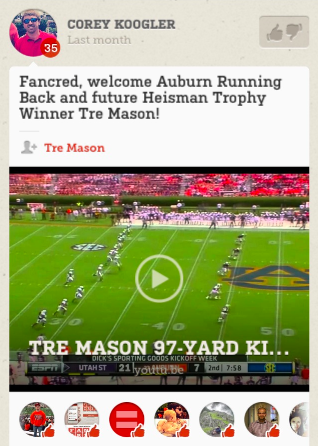 COREY KOOGLER
Last month
35
Fancred, welcome Auburn Running
Back and future Heisman Trophy
Winner Tre Mason!
Tre Mason
TRE MASON 97-YARD KI...
DICK'S SPORTING GOODS KICKOFF WEEK
ESPN UTAH ST 21 7 2nd 7:58 SEC
youtu.be